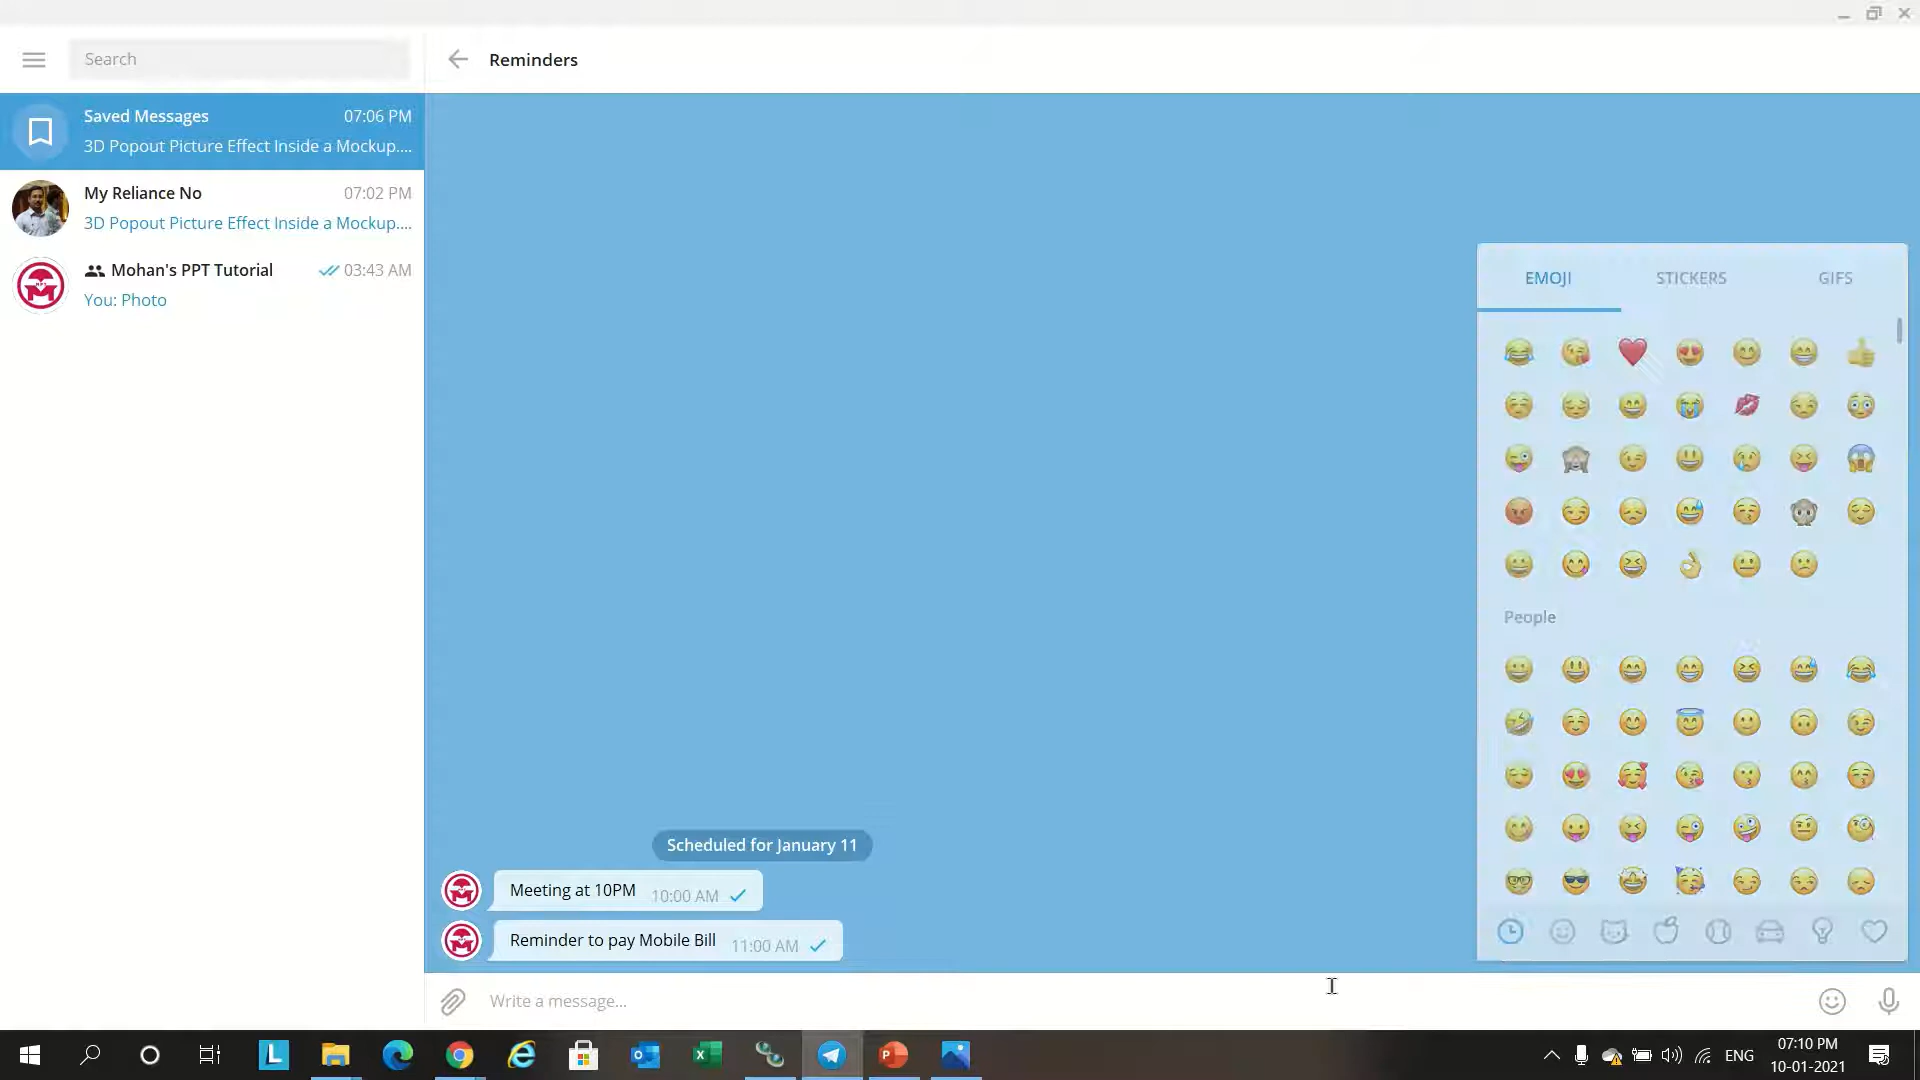 Search
Reminders
Saved Messages 07:06 PM
3D Popout Picture Effect Inside a Mockup....
My Reliance No 07:02 PM
3D Popout Picture Effect Inside a Mockup....
Mohan's PPT Tutorial 03:43 AM
You: Photo
EMOJI STICKERS GIFS
People
Scheduled for January 11
Meeting at 10PM 10:00 AM
Reminder to pay Mobile Bill 11:00 AM
Write a message...
ENG
07:10 PM
10-01-2021